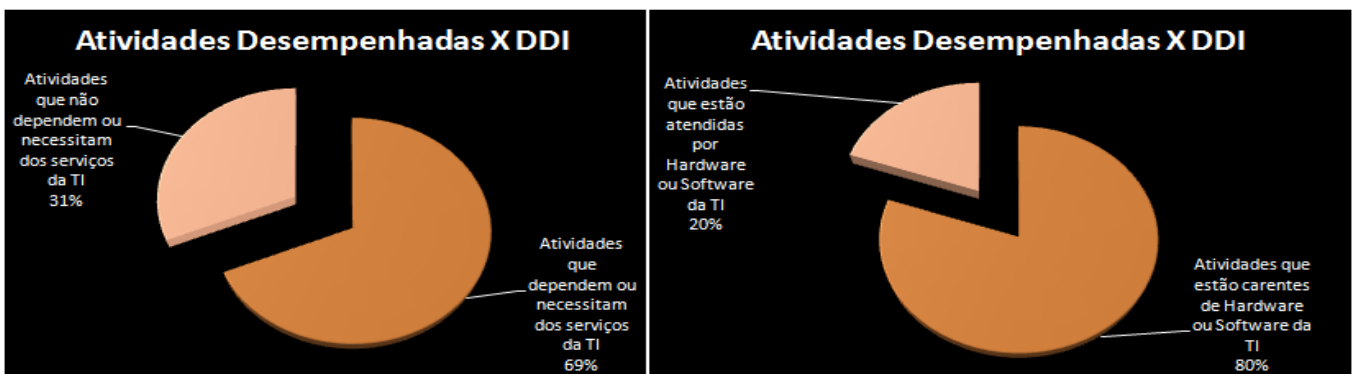 Atividades Desempenhadas X DDI
Atividades
que não
dependem ou
necessitam
dos serviços
da TI
31%
Atividades
que
dependem ou
necessitam
dos serviços
da TI
69%
Atividades Desempenhadas X DDI
Atividades
que estão
atendidas
por
Hardware
ou Software
da TI
20%
Atividades que
estão carentes
de Hardware
ou Software da
TI
80%